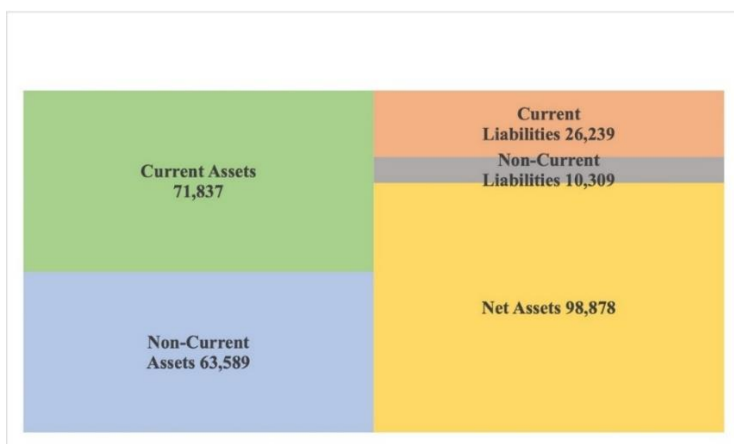 Current Assets
71,837
Non-Current
Assets 63,589
Current
Liabilities 26,239
Non-Current
Liabilities 10,309
Net Assets 98,878